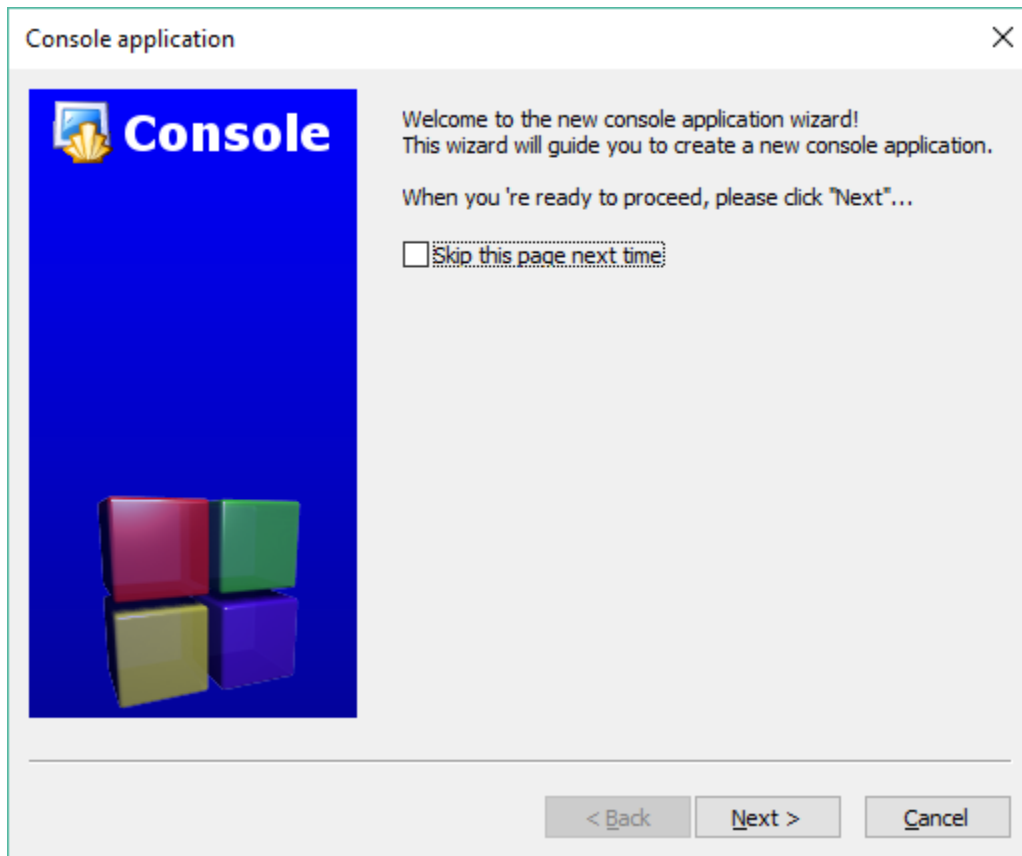 Console application
Console
Welcome to the new console application wizard!
This wizard will guide you to create a new console application.
When you 're ready to proceed, please click "Next"...
Skip this page next time
< Back
Next >
Cancel